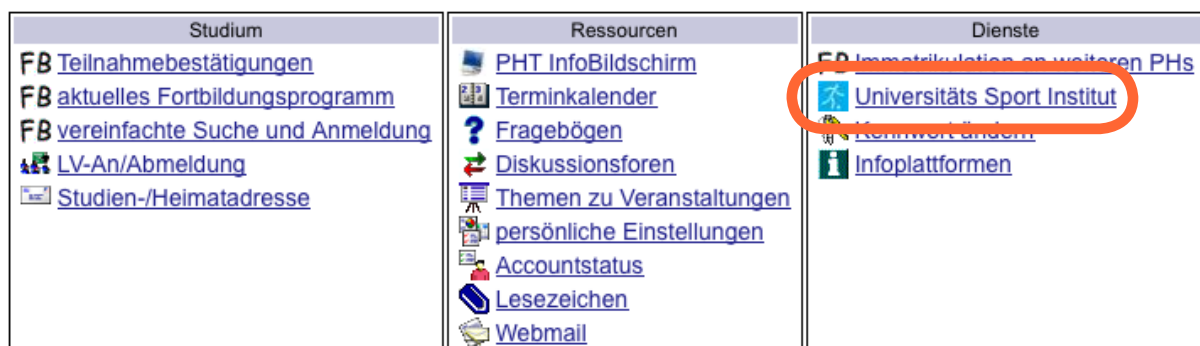 Studium
FB Teilnahmebestätigungen
FB aktuelles Fortbildungsprogramm
FB vereinfachte Suche und Anmeldung
LV-An/Abmeldung
Studien-/Heimatadresse
Ressourcen
PHT InfoBildschirm
Terminkalender
Fragebögen
Diskussionsforen
Themen zu Veranstaltungen
persönliche Einstellungen
Accountstatus
Lesezeichen
Webmail
Dienste
FB Immatrikulation an weiteren PHs
Universitäts Sport Institut
Kennwort ändern
Infoplattformen